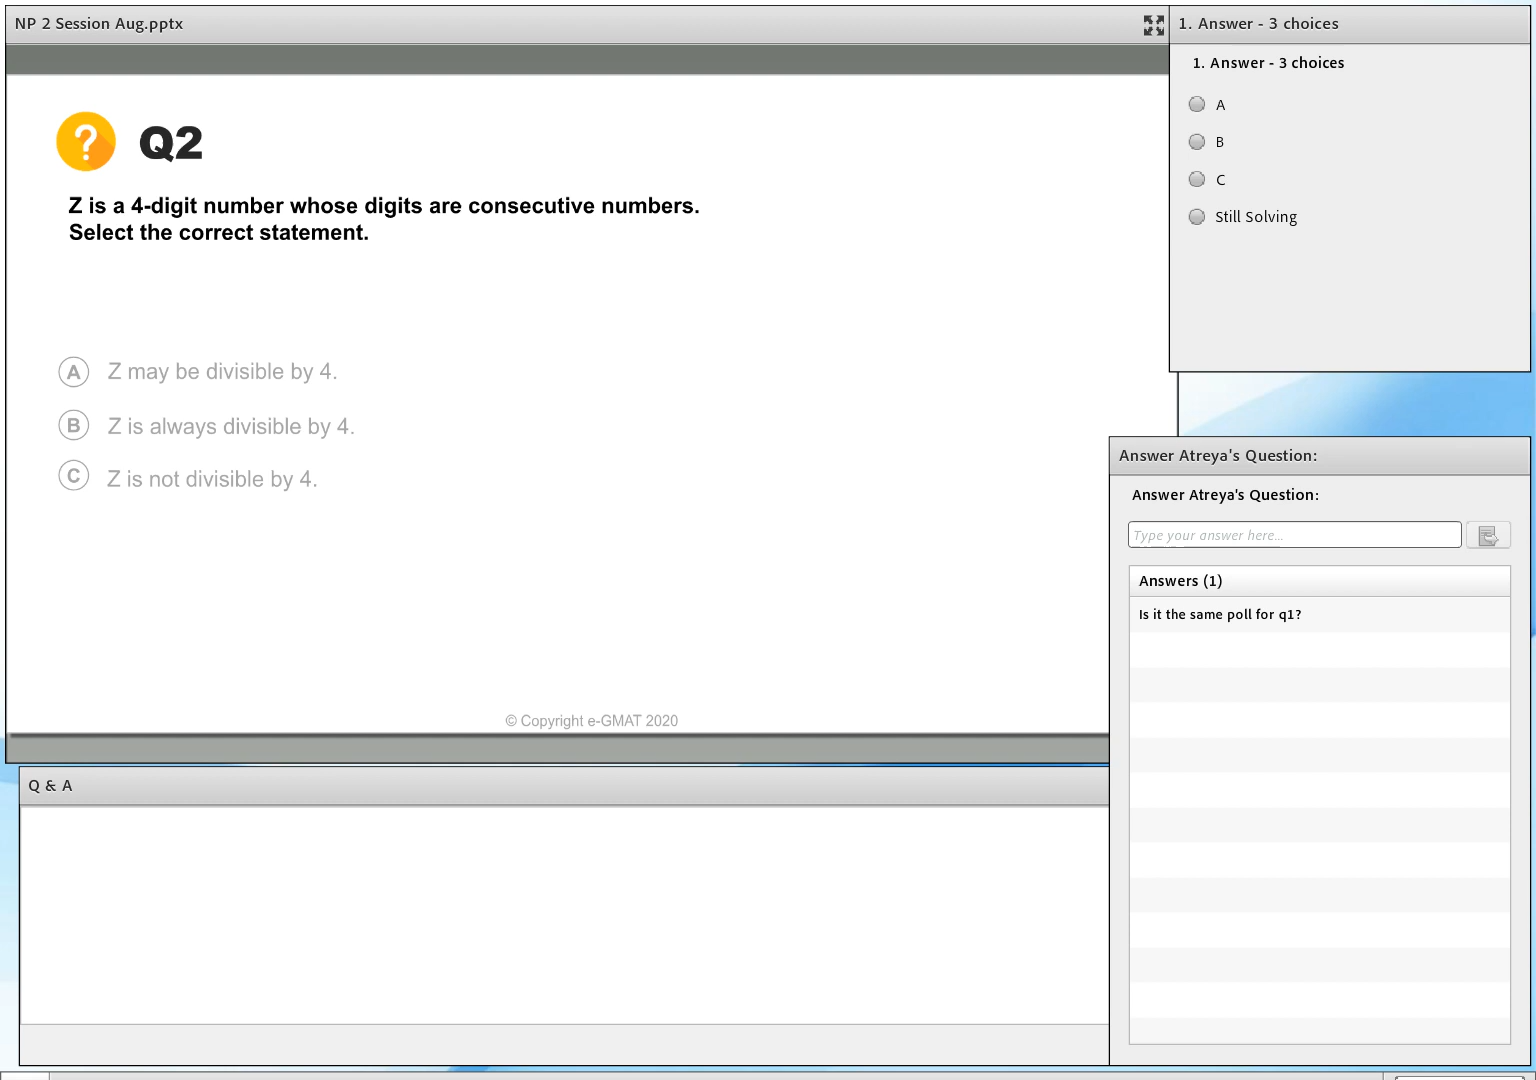 NP 2 Session Aug.pptx
? Q2
Z is a 4-digit number whose digits are consecutive numbers.
Select the correct statement.
A Z may be divisible by 4.
B Z is always divisible by 4.
C Z is not divisible by 4.
© Copyright e-GMAT 2020
1. Answer - 3 choices
1. Answer - 3 choices
A
B
C
Still Solving
Answer Atreya's Question:
Answer Atreya's Question:
Type your answer here...
Answers (1)
Is it the same poll for q1?
Q & A